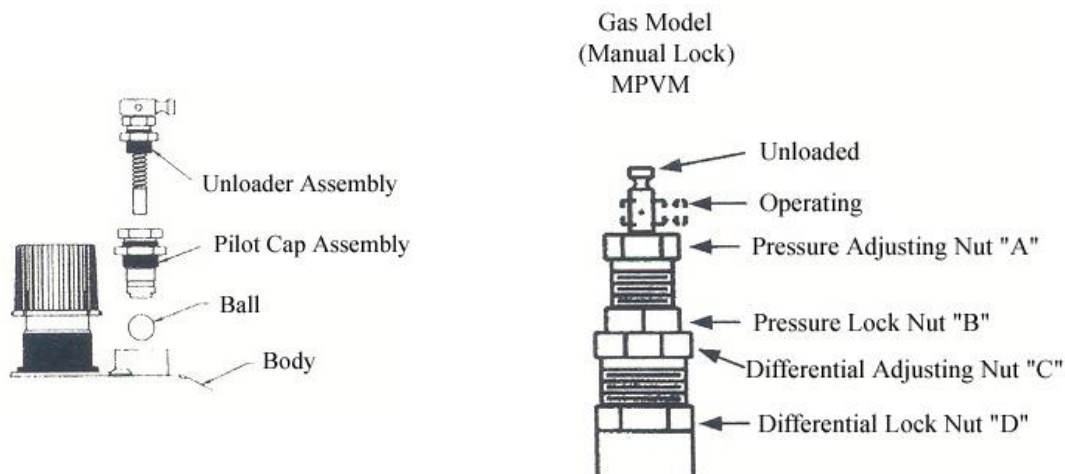 Gas Model
(Manual Lock)
MPVM
Unloader Assembly
Pilot Cap Assembly
Ball
Body
Unloaded
Operating
Pressure Adjusting Nut "A"
Pressure Lock Nut "B"
Differential Adjusting Nut "C"
Differential Lock Nut "D"